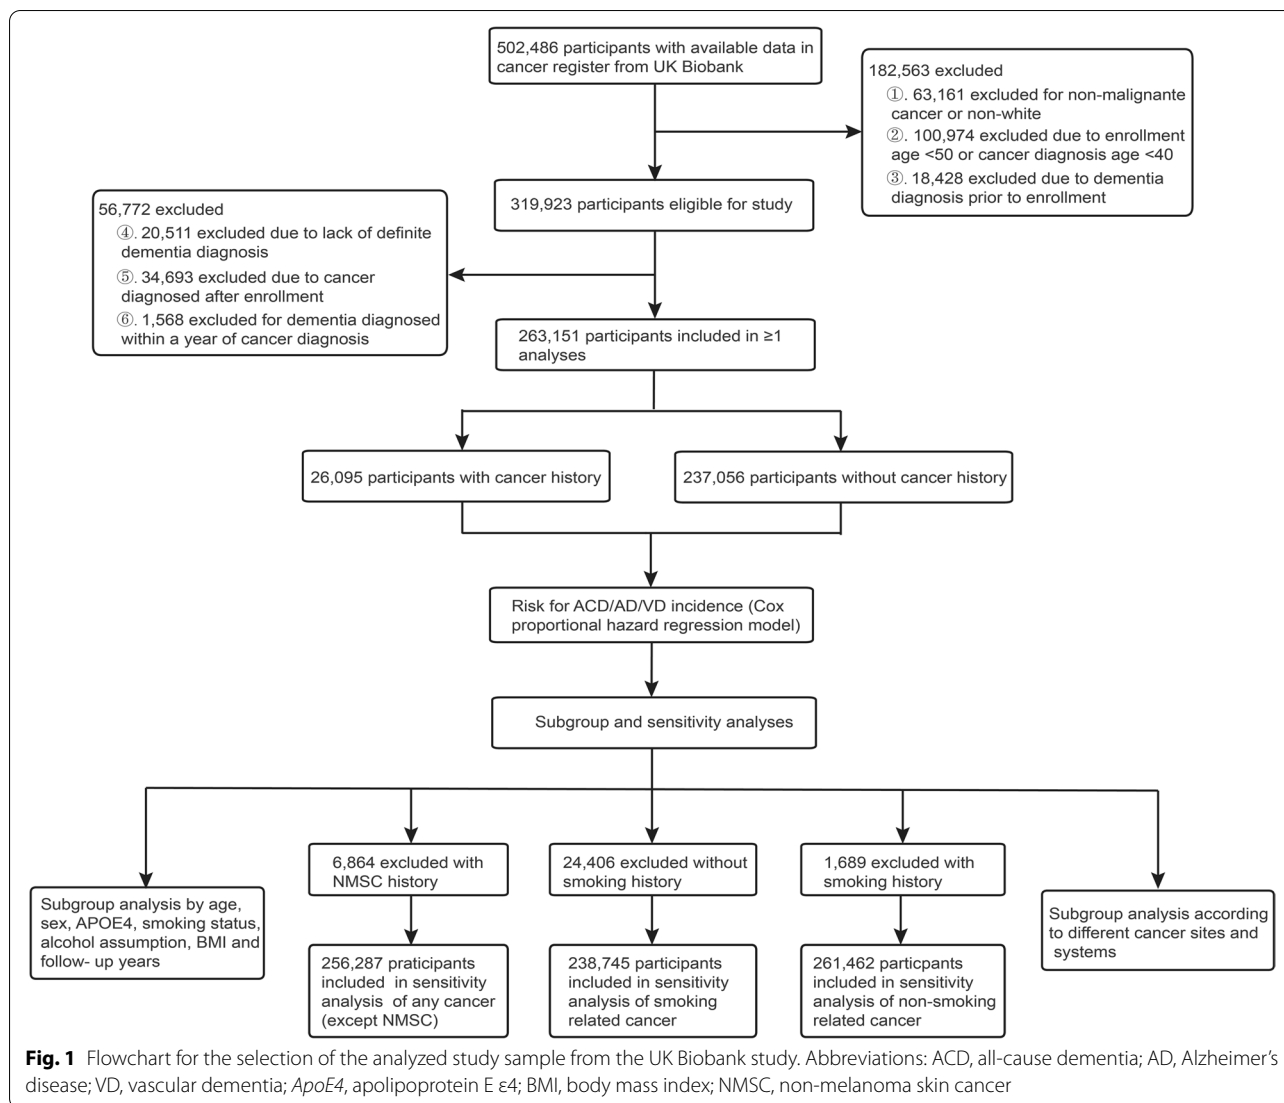 502,486 participants with available data in
cancer register from UK Biobank
182,563 excluded
①. 63,161 excluded for non-malignante
cancer or non-white
②. 100,974 excluded due to enrollment
age <50 or cancer diagnosis age <40
③. 18,428 excluded due to dementia
diagnosis prior to enrollment
319,923 participants eligible for study
56,772 excluded
④. 20,511 excluded due to lack of definite
dementia diagnosis
⑤. 34,693 excluded due to cancer
diagnosed after enrollment
⑥. 1,568 excluded for dementia diagnosed
within a year of cancer diagnosis
263,151 participants included in ≥1
analyses
26,095 participants with cancer history
237,056 participants without cancer history
Risk for ACD/AD/VD incidence (Cox
proportional hazard regression model)
Subgroup and sensitivity analyses
6,864 excluded with
NMSC history
24,406 excluded without
smoking history
1,689 excluded with
smoking history
Subgroup analysis by age,
sex, APOE4, smoking status,
alcohol assumption, BMI and
follow- up years
256,287 praticipants
included in sensitivity
analysis of any cancer
(except NMSC)
238,745 participants
included in sensitivity
analysis of smoking
related cancer
261,462 partcipants
included in sensitivity
analysis of non-smoking
related cancer
Subgroup analysis according
to different cancer sites and
systems
Fig. 1 Flowchart for the selection of the analyzed study sample from the UK Biobank study. Abbreviations: ACD, all-cause dementia; AD, Alzheimer's
disease; VD, vascular dementia; ApoE4, apolipoprotein E ε4; BMI, body mass index; NMSC, non-melanoma skin cancer